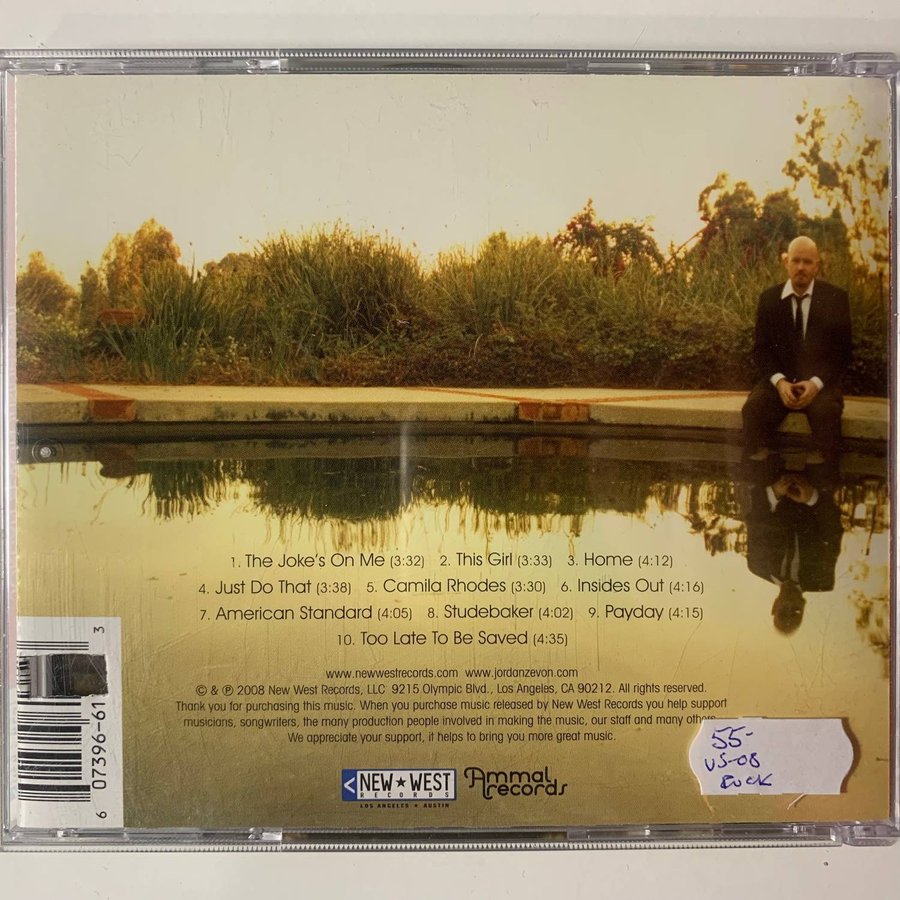 1. The Joke's On Me (3:32) 2. This Girl (3:33) 3. Home (4:12)
4. Just Do That (3:38) 5. Camila Rhodes (3:30) 6. Insides Out (4:16)
7. American Standard (4:05) 8. Studebaker (4:02) 9. Payday (4:15)
10. Too Late To Be Saved (4:35)
www.newwestrecords.com www.jordanzevon.com
© & ℗ 2008 New West Records, LLC 9215 Olympic Blvd., Los Angeles, CA 90212. All rights reserved.
Thank you for purchasing this music. When you purchase music released by New West Records you help support
musicians, songwriters, the many production people involved in making the music, our staff and many others.
We appreciate your support, it helps to bring you more great music.
NEW ★ WEST
RECORDS
LOS ANGELES ★ AUSTIN
Ammal
records
6 07396-61 3
55-
US-08